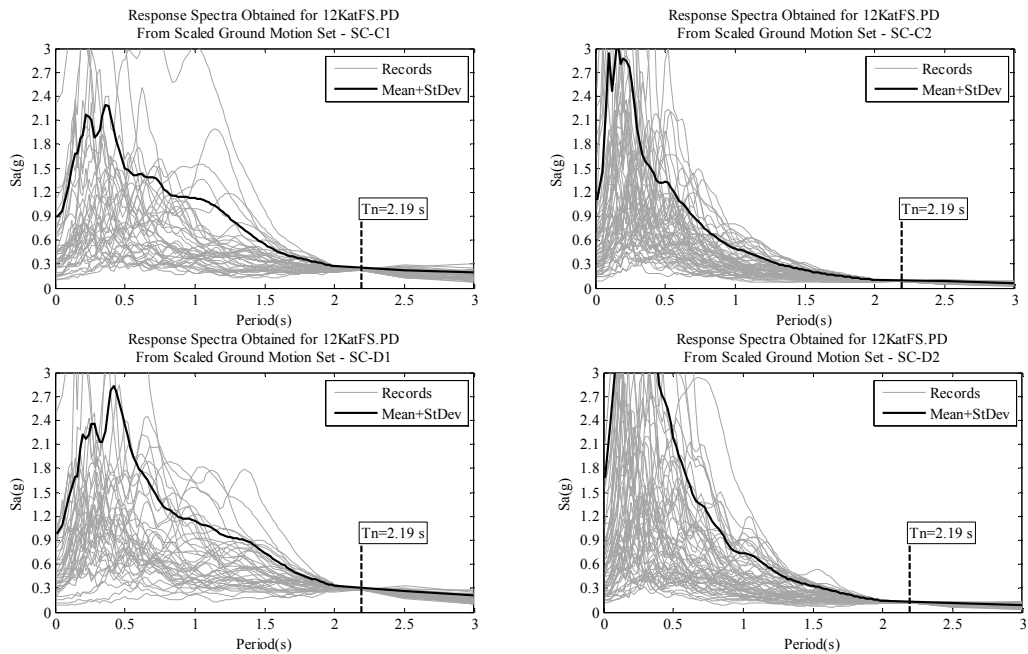 Response Spectra Obtained for 12KatFS.PD
From Scaled Ground Motion Set - SC-C1
3
2.7
2.4
2.1
1.8
1.5
1.2
0.9
0.6
0.3
0
Sa(g)
Records
Mean+StDev
Tn=2.19 s
0 0.5 1 1.5 2 2.5 3
Period(s)
Response Spectra Obtained for 12KatFS.PD
From Scaled Ground Motion Set - SC-C2
3
2.7
2.4
2.1
1.8
1.5
1.2
0.9
0.6
0.3
0
Sa(g)
Records
Mean+StDev
Tn=2.19 s
0 0.5 1 1.5 2 2.5 3
Period(s)
Response Spectra Obtained for 12KatFS.PD
From Scaled Ground Motion Set - SC-D1
3
2.7
2.4
2.1
1.8
1.5
1.2
0.9
0.6
0.3
0
Sa(g)
Records
Mean+StDev
Tn=2.19 s
0 0.5 1 1.5 2 2.5 3
Period(s)
Response Spectra Obtained for 12KatFS.PD
From Scaled Ground Motion Set - SC-D2
3
2.7
2.4
2.1
1.8
1.5
1.2
0.9
0.6
0.3
0
Sa(g)
Records
Mean+StDev
Tn=2.19 s
0 0.5 1 1.5 2 2.5 3
Period(s)